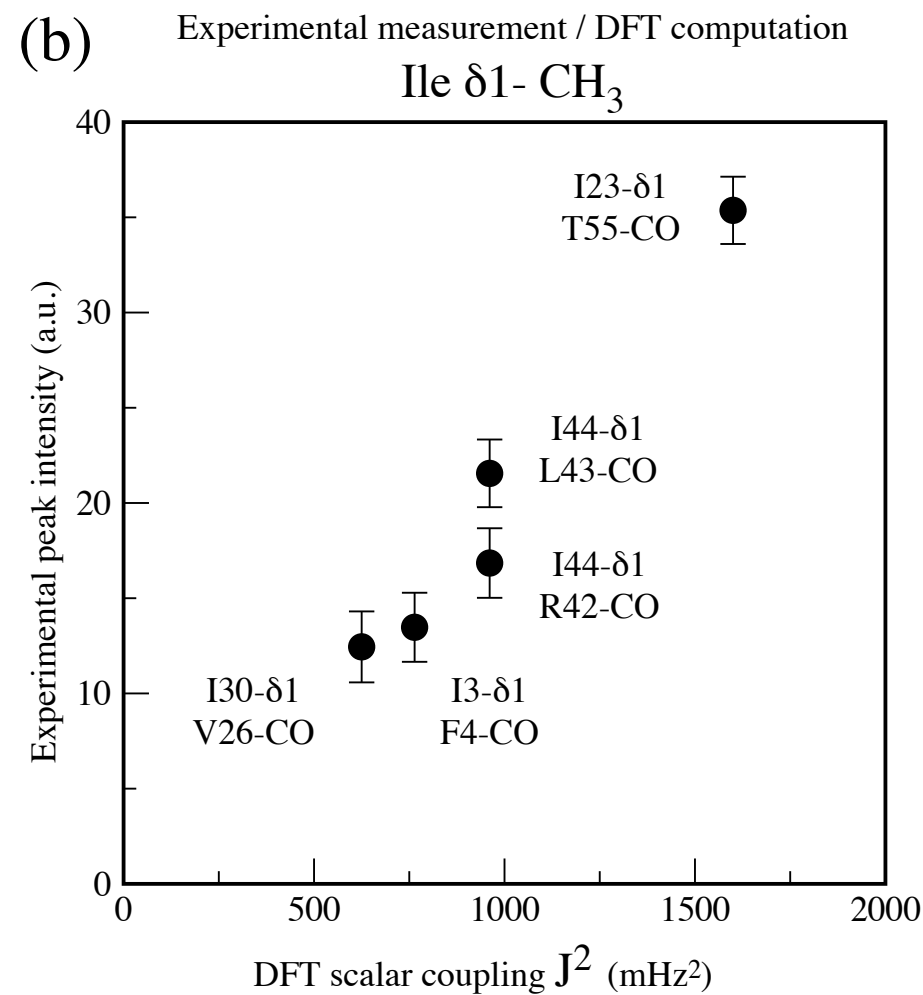 (b)
Experimental measurement / DFT computation
Ile δ1- CH₃
Experimental peak intensity (a.u.)
40
30
20
10
0
I23-δ1
T55-CO
I44-δ1
L43-CO
I44-δ1
R42-CO
I30-δ1
V26-CO
I3-δ1
F4-CO
0 500 1000 1500 2000
DFT scalar coupling J² (mHz²)